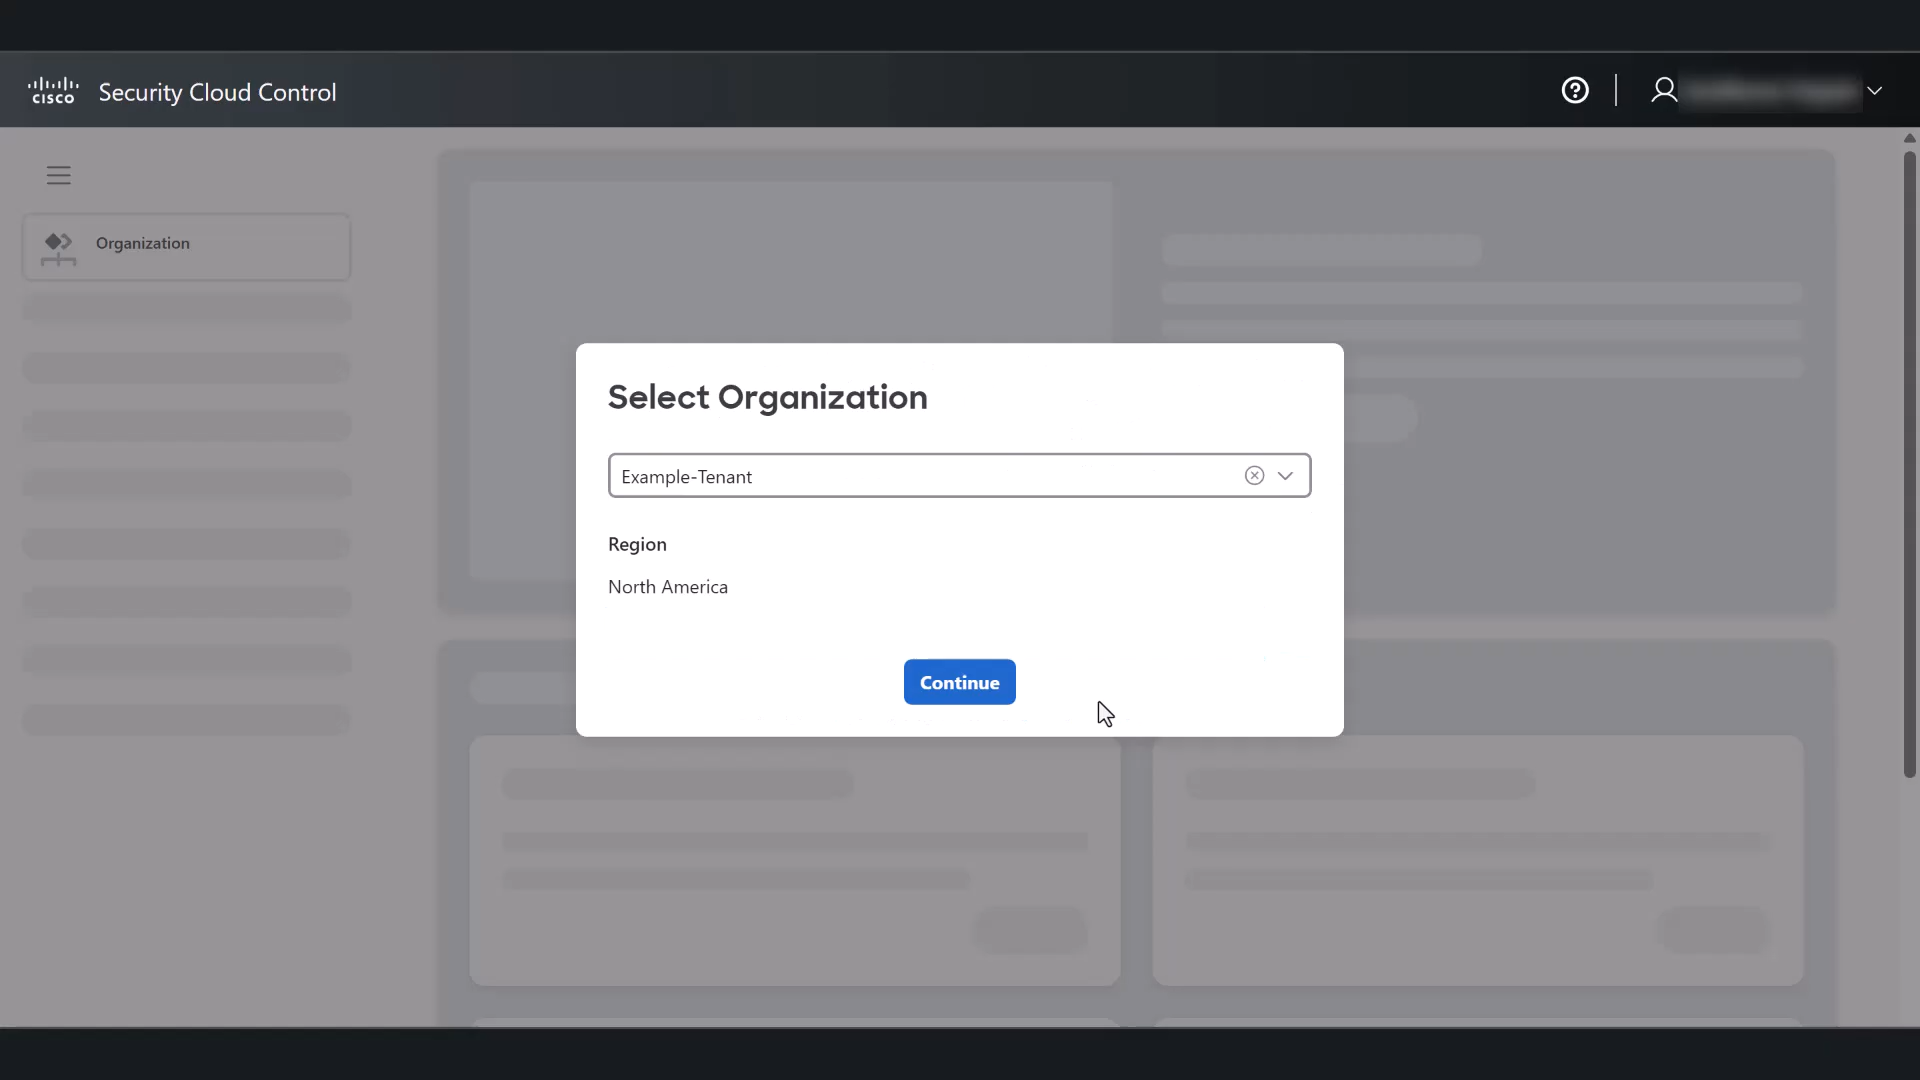 CISCO
Security Cloud Control
Organization
Select Organization
Example-Tenant
Region
North America
Continue